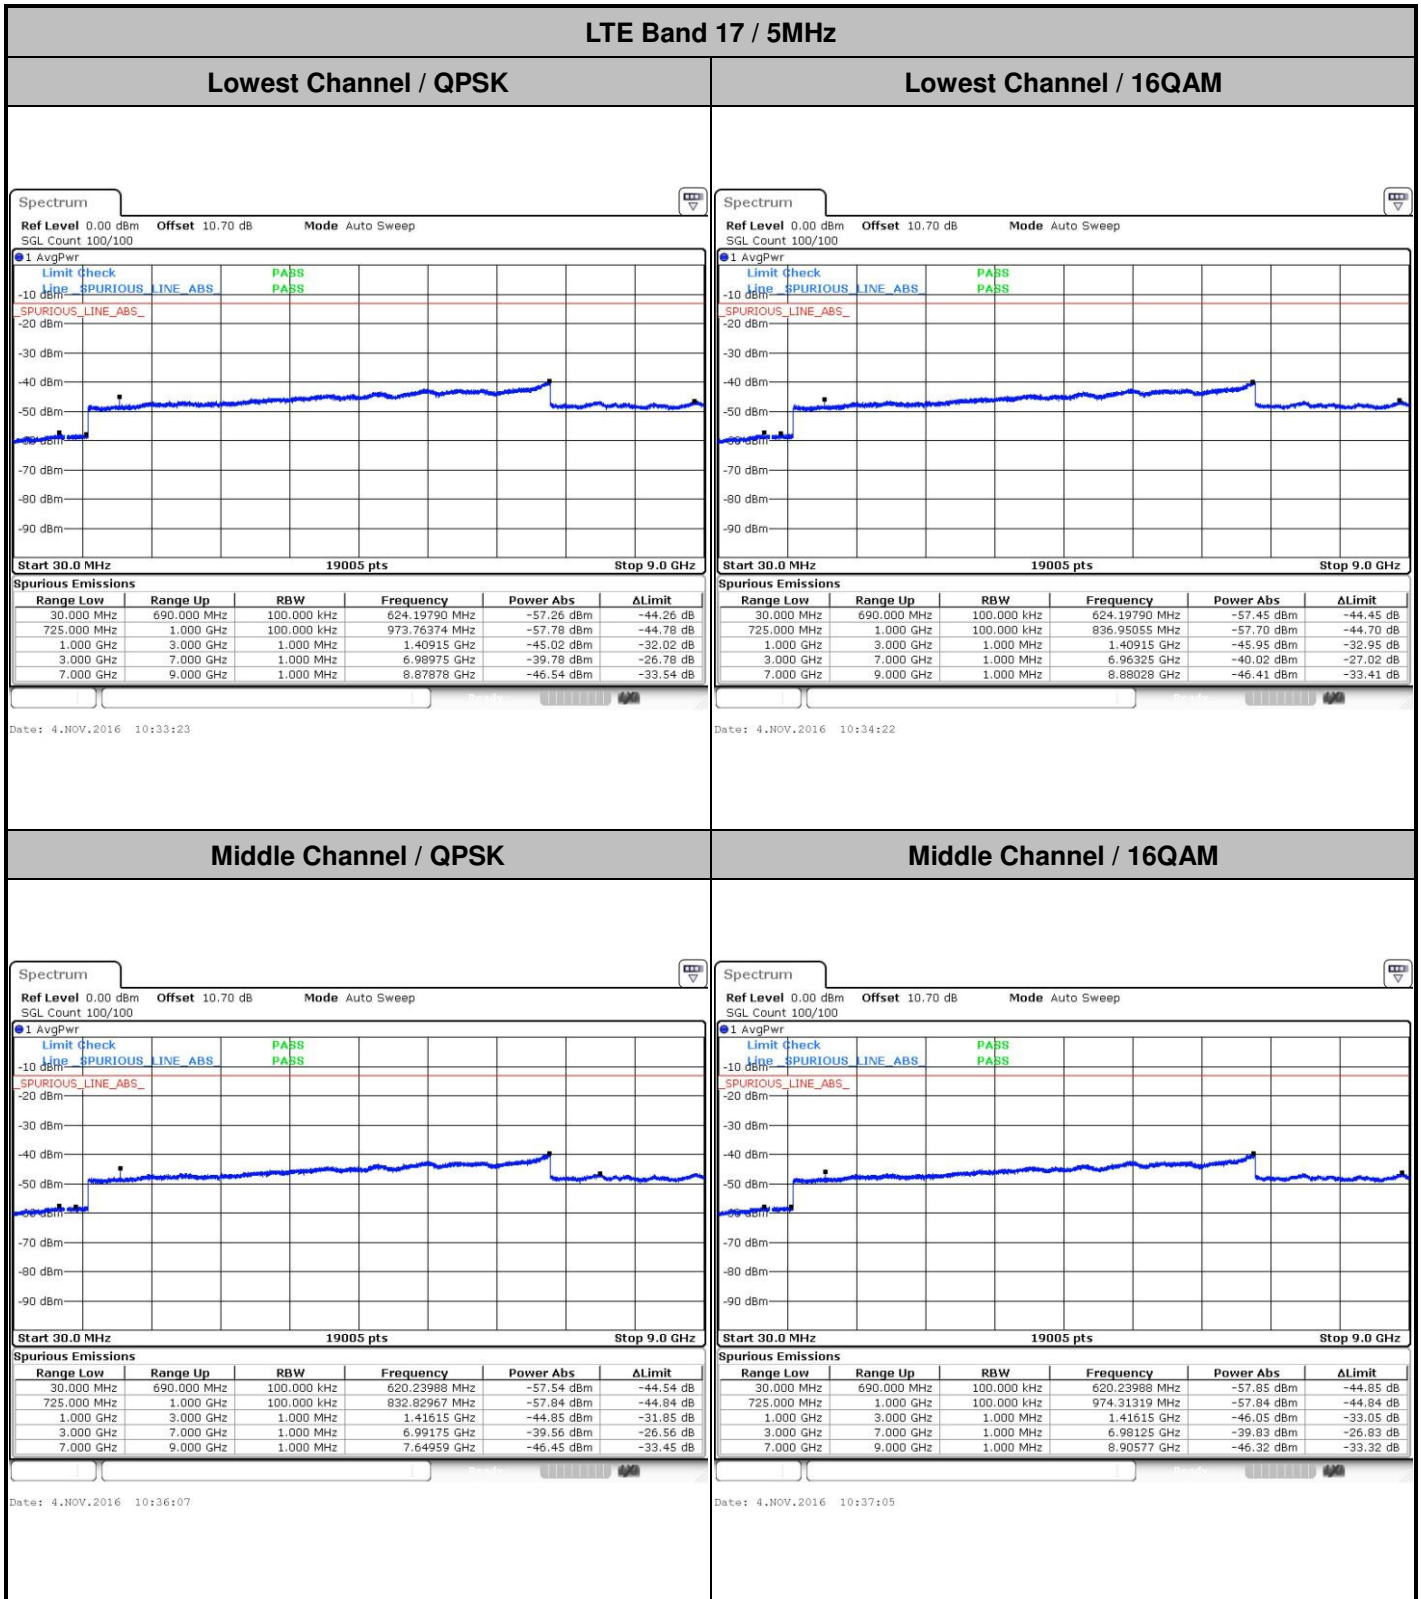 LTE Band 17 / 5MHz
Lowest Channel / QPSK
Lowest Channel / 16QAM
Spectrum
Ref Level 0.00 dBm Offset 10.70 dB Mode Auto Sweep
SGL Count 100/100
1 AvgPwr
Limit Check PASS
Line _SPURIOUS_LINE_ABS_ PASS
-10 dBm
_SPURIOUS_LINE_ABS_
-20 dBm
-30 dBm
-40 dBm
-50 dBm
-60 dBm
-70 dBm
-80 dBm
-90 dBm
Start 30.0 MHz 19005 pts Stop 9.0 GHz
Spurious Emissions
Range Low Range Up RBW Frequency Power Abs ΔLimit
30.000 MHz 690.000 MHz 100.000 kHz 624.19790 MHz -57.26 dBm -44.26 dB
725.000 MHz 1.000 GHz 100.000 kHz 973.76374 MHz -57.78 dBm -44.78 dB
1.000 GHz 3.000 GHz 1.000 MHz 1.40915 GHz -45.02 dBm -32.02 dB
3.000 GHz 7.000 GHz 1.000 MHz 6.98975 GHz -39.78 dBm -26.78 dB
7.000 GHz 9.000 GHz 1.000 MHz 8.87878 GHz -46.54 dBm -33.54 dB
Date: 4.NOV.2016 10:33:23
Spectrum
Ref Level 0.00 dBm Offset 10.70 dB Mode Auto Sweep
SGL Count 100/100
1 AvgPwr
Limit Check PASS
Line _SPURIOUS_LINE_ABS_ PASS
-10 dBm
_SPURIOUS_LINE_ABS_
-20 dBm
-30 dBm
-40 dBm
-50 dBm
-60 dBm
-70 dBm
-80 dBm
-90 dBm
Start 30.0 MHz 19005 pts Stop 9.0 GHz
Spurious Emissions
Range Low Range Up RBW Frequency Power Abs ΔLimit
30.000 MHz 690.000 MHz 100.000 kHz 624.19790 MHz -57.45 dBm -44.45 dB
725.000 MHz 1.000 GHz 100.000 kHz 836.95055 MHz -57.70 dBm -44.70 dB
1.000 GHz 3.000 GHz 1.000 MHz 1.40915 GHz -45.95 dBm -32.95 dB
3.000 GHz 7.000 GHz 1.000 MHz 6.96325 GHz -40.02 dBm -27.02 dB
7.000 GHz 9.000 GHz 1.000 MHz 8.88028 GHz -46.41 dBm -33.41 dB
Date: 4.NOV.2016 10:34:22
Middle Channel / QPSK
Middle Channel / 16QAM
Spectrum
Ref Level 0.00 dBm Offset 10.70 dB Mode Auto Sweep
SGL Count 100/100
1 AvgPwr
Limit Check PASS
Line _SPURIOUS_LINE_ABS_ PASS
-10 dBm
_SPURIOUS_LINE_ABS_
-20 dBm
-30 dBm
-40 dBm
-50 dBm
-60 dBm
-70 dBm
-80 dBm
-90 dBm
Start 30.0 MHz 19005 pts Stop 9.0 GHz
Spurious Emissions
Range Low Range Up RBW Frequency Power Abs ΔLimit
30.000 MHz 690.000 MHz 100.000 kHz 620.23988 MHz -57.54 dBm -44.54 dB
725.000 MHz 1.000 GHz 100.000 kHz 832.82967 MHz -57.84 dBm -44.84 dB
1.000 GHz 3.000 GHz 1.000 MHz 1.41615 GHz -44.85 dBm -31.85 dB
3.000 GHz 7.000 GHz 1.000 MHz 6.99175 GHz -39.56 dBm -26.56 dB
7.000 GHz 9.000 GHz 1.000 MHz 7.64959 GHz -46.45 dBm -33.45 dB
Date: 4.NOV.2016 10:36:07
Spectrum
Ref Level 0.00 dBm Offset 10.70 dB Mode Auto Sweep
SGL Count 100/100
1 AvgPwr
Limit Check PASS
Line _SPURIOUS_LINE_ABS_ PASS
-10 dBm
_SPURIOUS_LINE_ABS_
-20 dBm
-30 dBm
-40 dBm
-50 dBm
-60 dBm
-70 dBm
-80 dBm
-90 dBm
Start 30.0 MHz 19005 pts Stop 9.0 GHz
Spurious Emissions
Range Low Range Up RBW Frequency Power Abs ΔLimit
30.000 MHz 690.000 MHz 100.000 kHz 620.23988 MHz -57.85 dBm -44.85 dB
725.000 MHz 1.000 GHz 100.000 kHz 974.31319 MHz -57.84 dBm -44.84 dB
1.000 GHz 3.000 GHz 1.000 MHz 1.41615 GHz -46.05 dBm -33.05 dB
3.000 GHz 7.000 GHz 1.000 MHz 6.98125 GHz -39.83 dBm -26.83 dB
7.000 GHz 9.000 GHz 1.000 MHz 8.90577 GHz -46.32 dBm -33.32 dB
Date: 4.NOV.2016 10:37:05